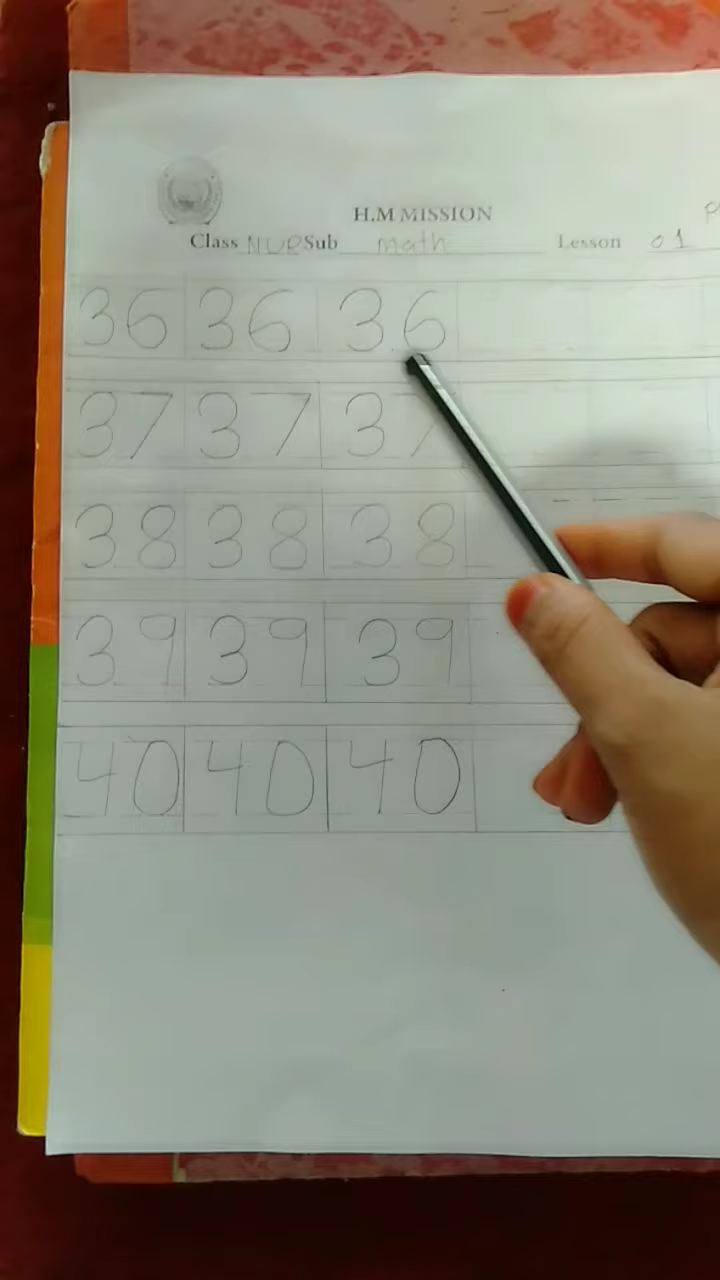 H.M MISSION
Class NUR Sub math Lesson 01
36 36 36
37 37 37
38 38 38
39 39 39
40 40 40